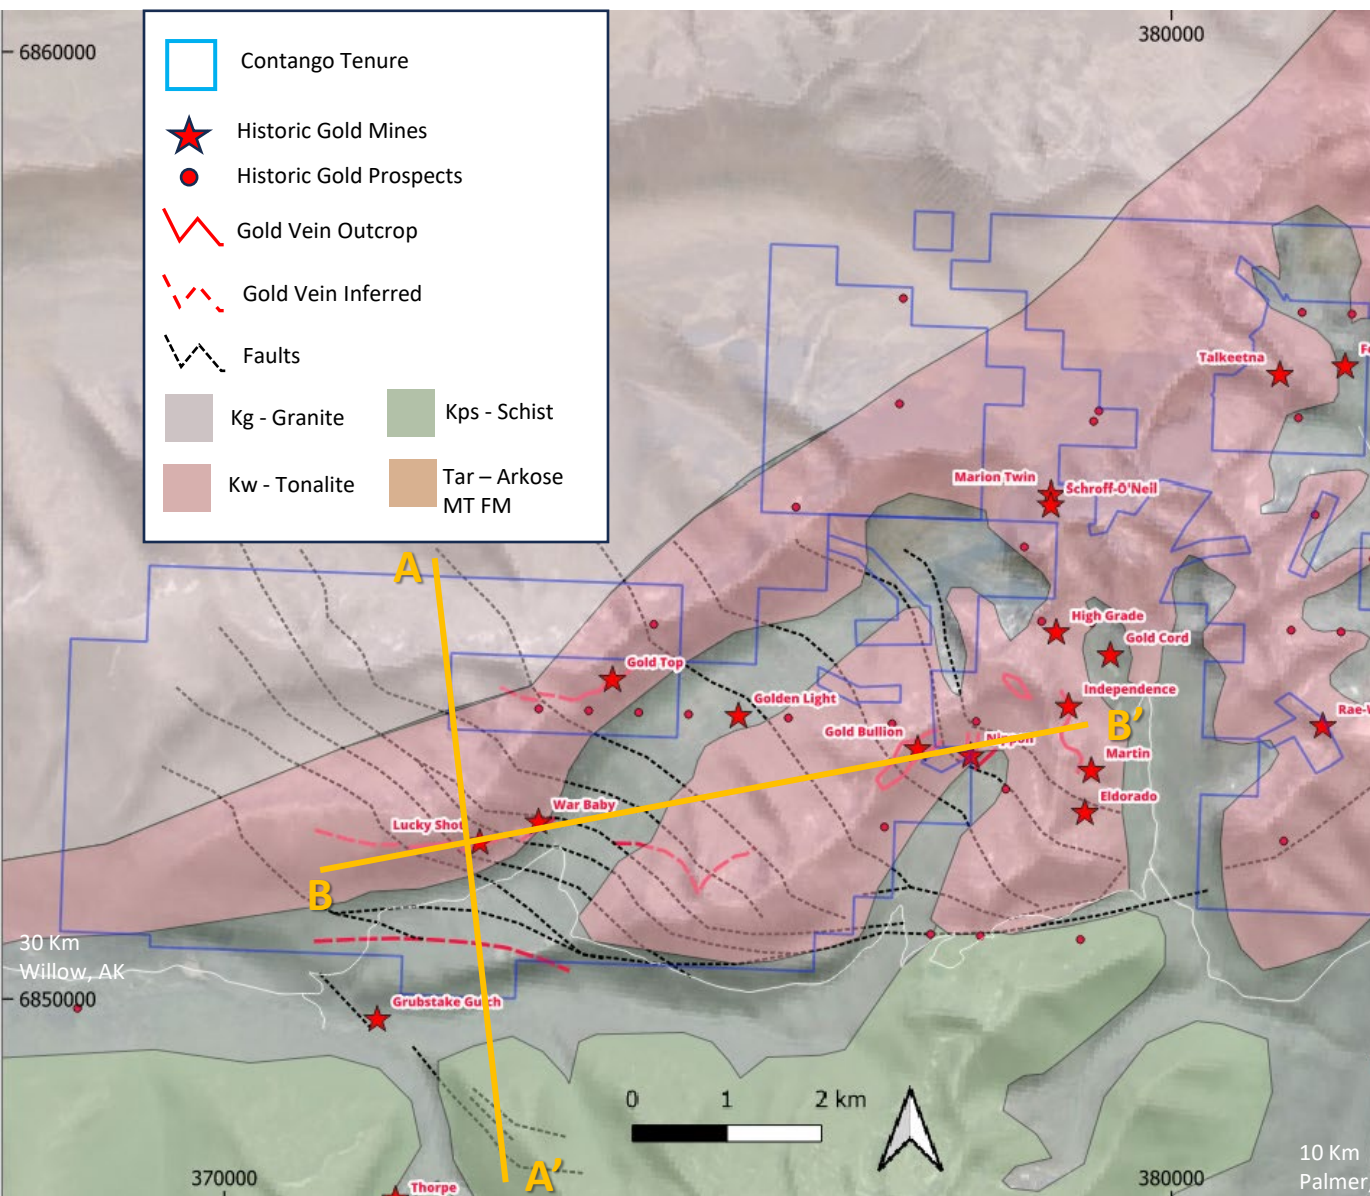 6860000
380000
Contango Tenure
Historic Gold Mines
Historic Gold Prospects
Gold Vein Outcrop
Gold Vein Inferred
Faults
Kg - Granite
Kps - Schist
Kw - Tonalite
Tar – Arkose
MT FM
Talkeetna
Marion Twin
Schroff-O'Neil
A
High Grade
Gold Cord
Gold Top
Independence
Golden Light
Rae-
B’
Gold Bullion
Nippon
Martin
Eldorado
War Baby
Lucky Shot
B
30 Km
Willow, AK
6850000
Grubstake Gulch
0 1 2 km
10 Km
Palmer
370000
380000
A’
Thorpe